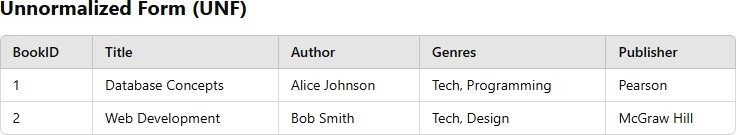 Unnormalized Form (UNF)
BookID Title Author Genres Publisher
1 Database Concepts Alice Johnson Tech, Programming Pearson
2 Web Development Bob Smith Tech, Design McGraw Hill